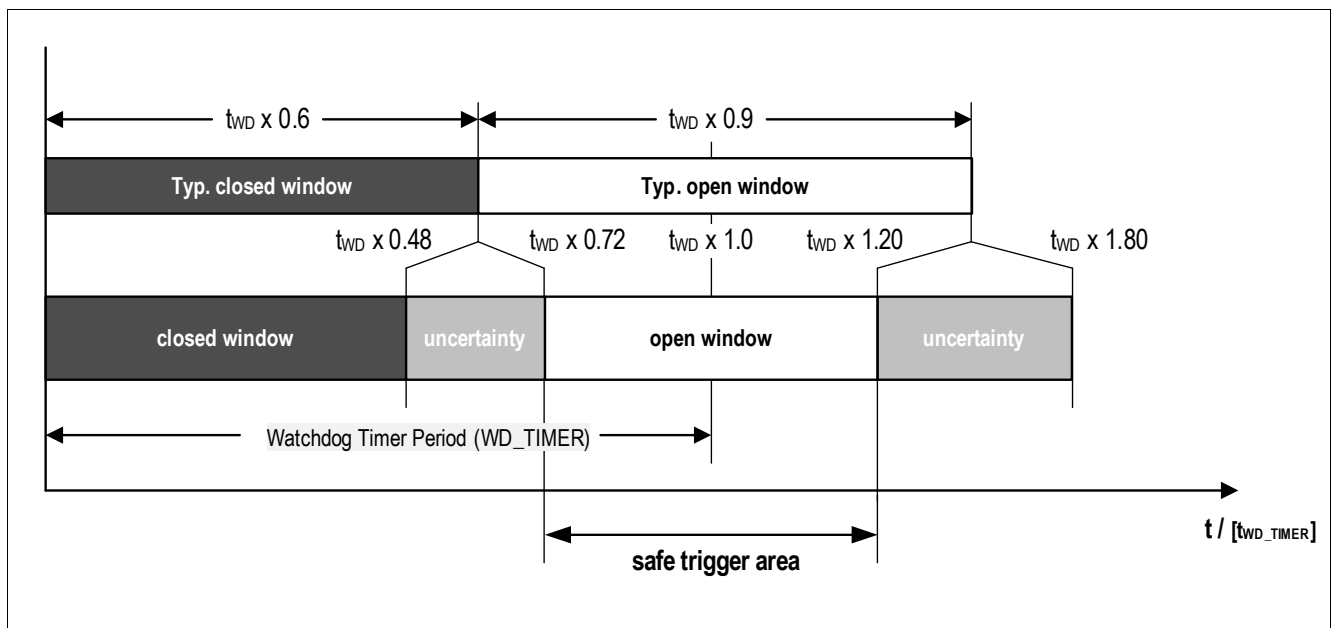 tWD x 0.6 tWD x 0.9
Typ. closed window Typ. open window
tWD x 0.48 tWD x 0.72 tWD x 1.0 tWD x 1.20 tWD x 1.80
closed window uncertainty open window uncertainty
Watchdog Timer Period (WD_TIMER)
t / [tWD_TIMER]
safe trigger area